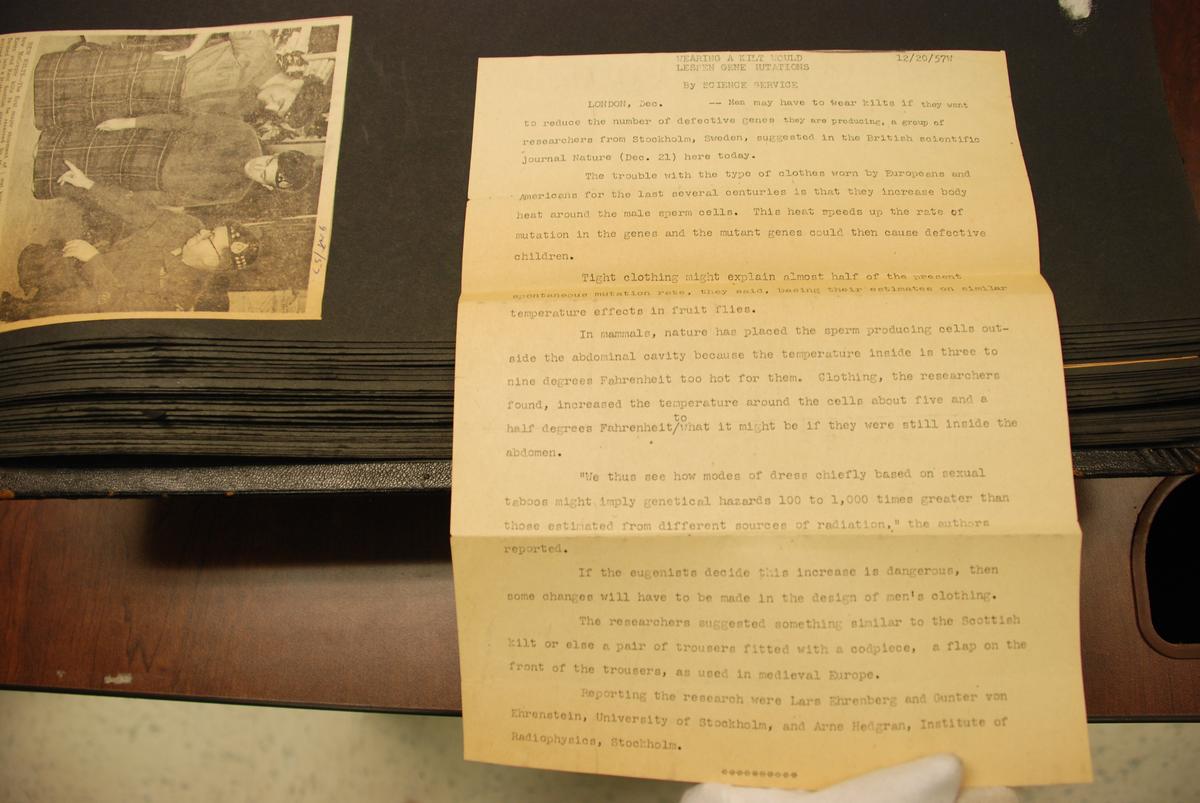 WEARING A KILT WOULD
LESSEN GENE MUTATIONS
12/20/57W
By SCIENCE SERVICE
LONDON, Dec. -- Men may have to wear kilts if they want
to reduce the number of defective genes they are producing, a group of
researchers from Stockholm, Sweden, suggested in the British scientific
journal Nature (Dec. 21) here today.
The trouble with the type of clothes worn by Europeans and
Americans for the last several centuries is that they increase body
heat around the male sperm cells. This heat speeds up the rate of
mutation in the genes and the mutant genes could then cause defective
children.
Tight clothing might explain almost half of the present
spontaneous mutation rate, they said, basing their estimates on similar
temperature effects in fruit flies.
In mammals, nature has placed the sperm producing cells out-
side the abdominal cavity because the temperature inside is three to
nine degrees Fahrenheit too hot for them. Clothing, the researchers
found, increased the temperature around the cells about five and a
half degrees Fahrenheit/to what it might be if they were still inside the
abdomen.
"We thus see how modes of dress chiefly based on sexual
taboos might imply genetical hazards 100 to 1,000 times greater than
those estimated from different sources of radiation," the authors
reported.
If the eugenists decide this increase is dangerous, then
some changes will have to be made in the design of men's clothing.
The researchers suggested something similar to the Scottish
kilt or else a pair of trousers fitted with a codpiece, a flap on the
front of the trousers, as used in medieval Europe.
Reporting the research were Lars Ehrenberg and Gunter von
Ehrenstein, University of Stockholm, and Arne Hedgran, Institute of
Radiophysics, Stockholm.